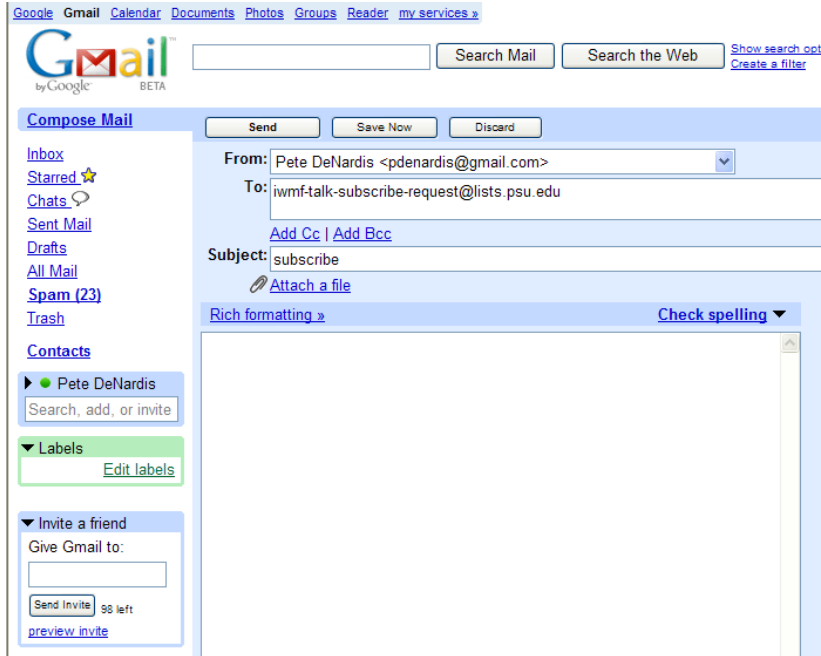 Google Gmail Calendar Documents Photos Groups Reader my services »
Gmail™
by Google BETA
Search Mail Search the Web
Show search opt
Create a filter
Compose Mail
Send Save Now Discard
Inbox
Starred
Chats
Sent Mail
Drafts
All Mail
Spam (23)
Trash
Contacts
From: Pete DeNardis <pdenardis@gmail.com>
To: iwmf-talk-subscribe-request@lists.psu.edu
Add Cc | Add Bcc
Subject: subscribe
Attach a file
Rich formatting » Check spelling
Pete DeNardis
Search, add, or invite
Labels
Edit labels
Invite a friend
Give Gmail to:
Send Invite 98 left
preview invite